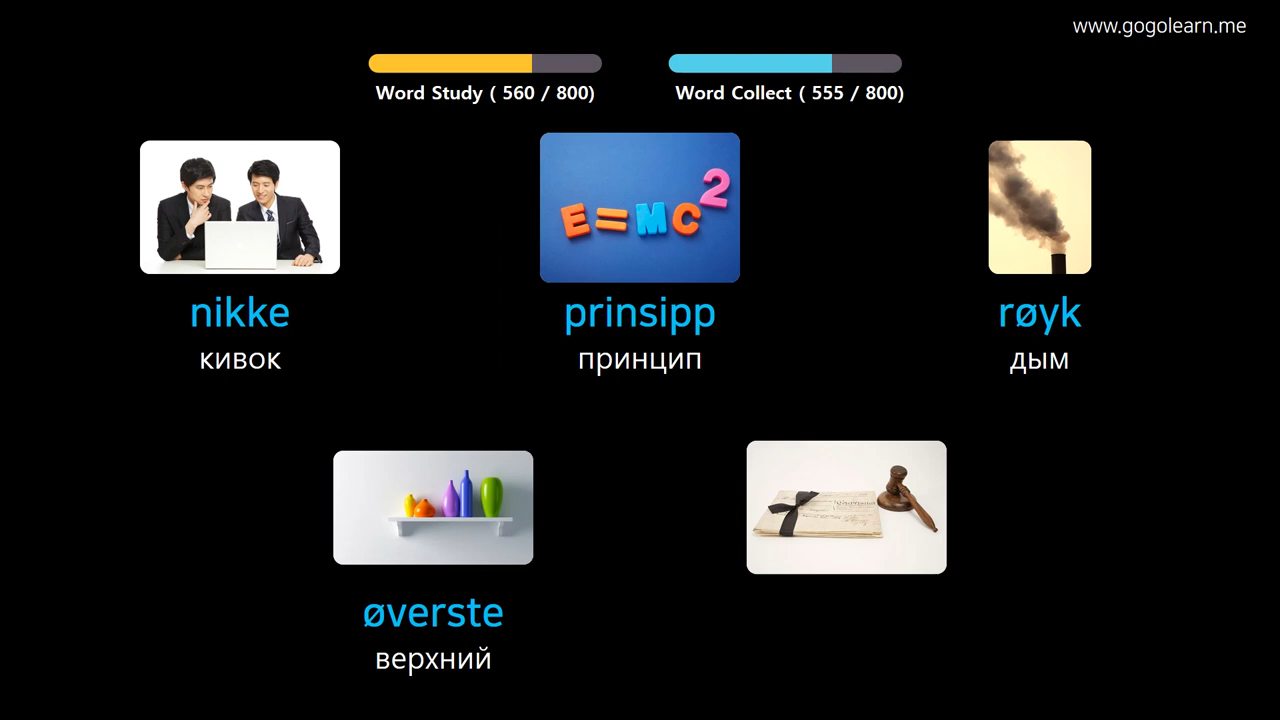 www.gogolearn.me
Word Study ( 560 / 800)
Word Collect ( 555 / 800)
E=MC2
nikke
кивок
prinsipp
принцип
røyk
дым
øverste
верхний